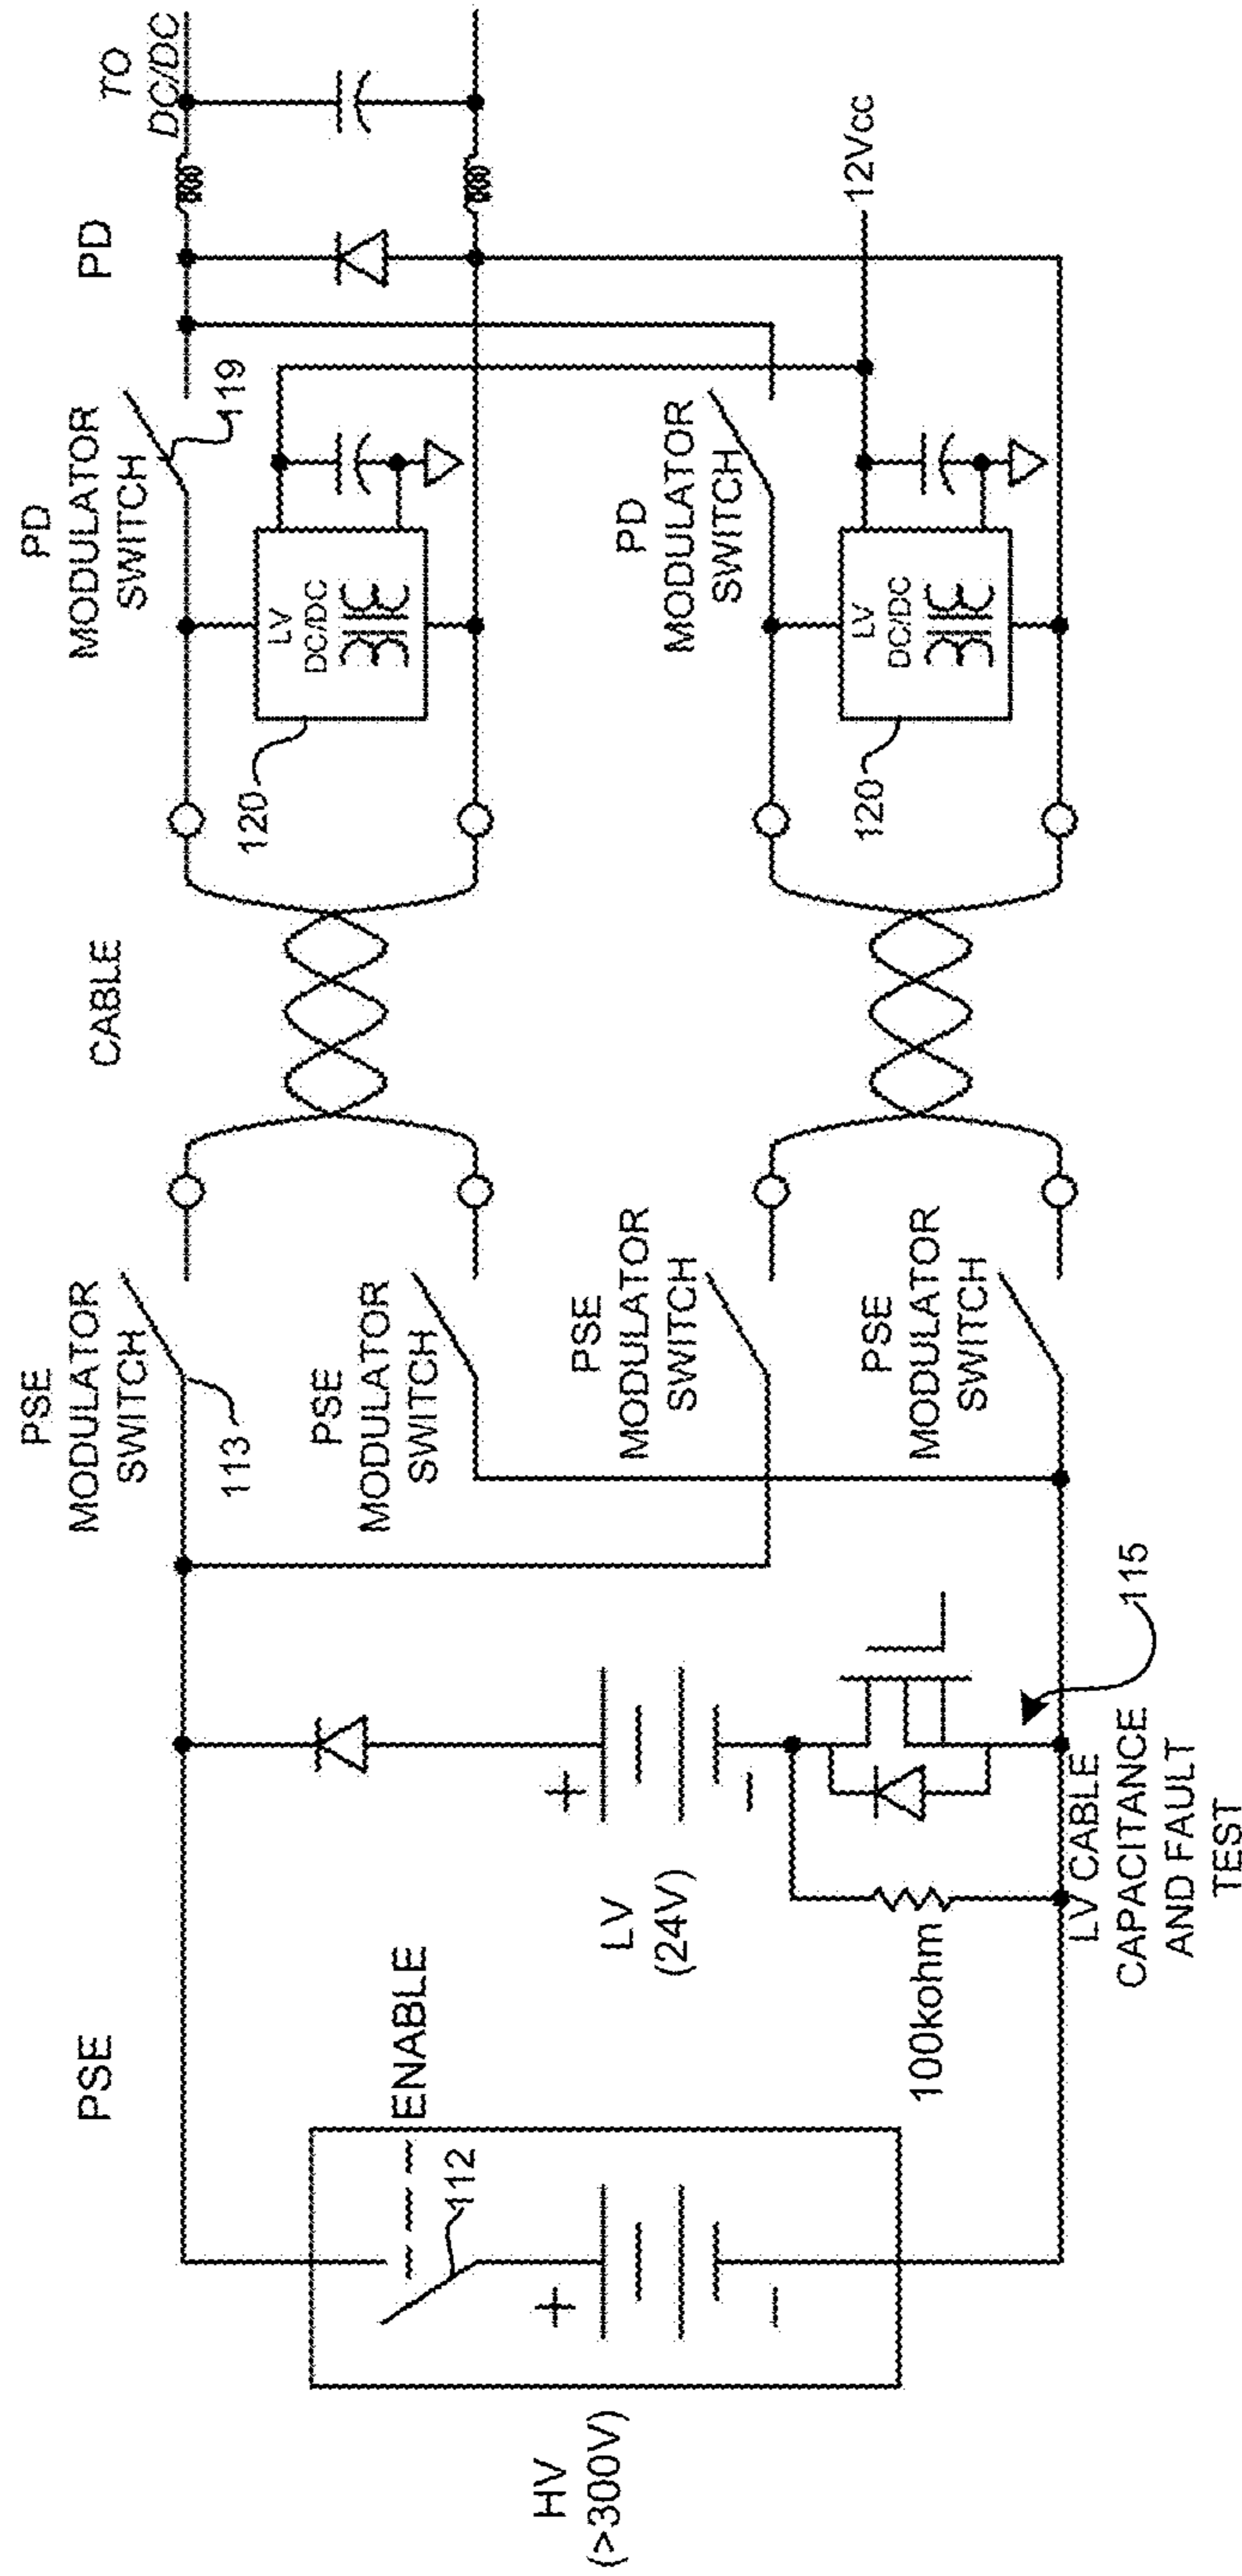 PSE
HV
(>300V)
ENABLE
112
+
−
LV
(24V)
+
−
100kohm
LV CABLE
CAPACITANCE
AND FAULT
TEST
115
PSE
MODULATOR
SWITCH
113
PSE
MODULATOR
SWITCH
PSE
MODULATOR
SWITCH
PSE
MODULATOR
SWITCH
CABLE
PD
MODULATOR
SWITCH
119
LV
DC/DC
120
PD
MODULATOR
SWITCH
LV
DC/DC
120
PD
TO
DC/DC
12Vcc